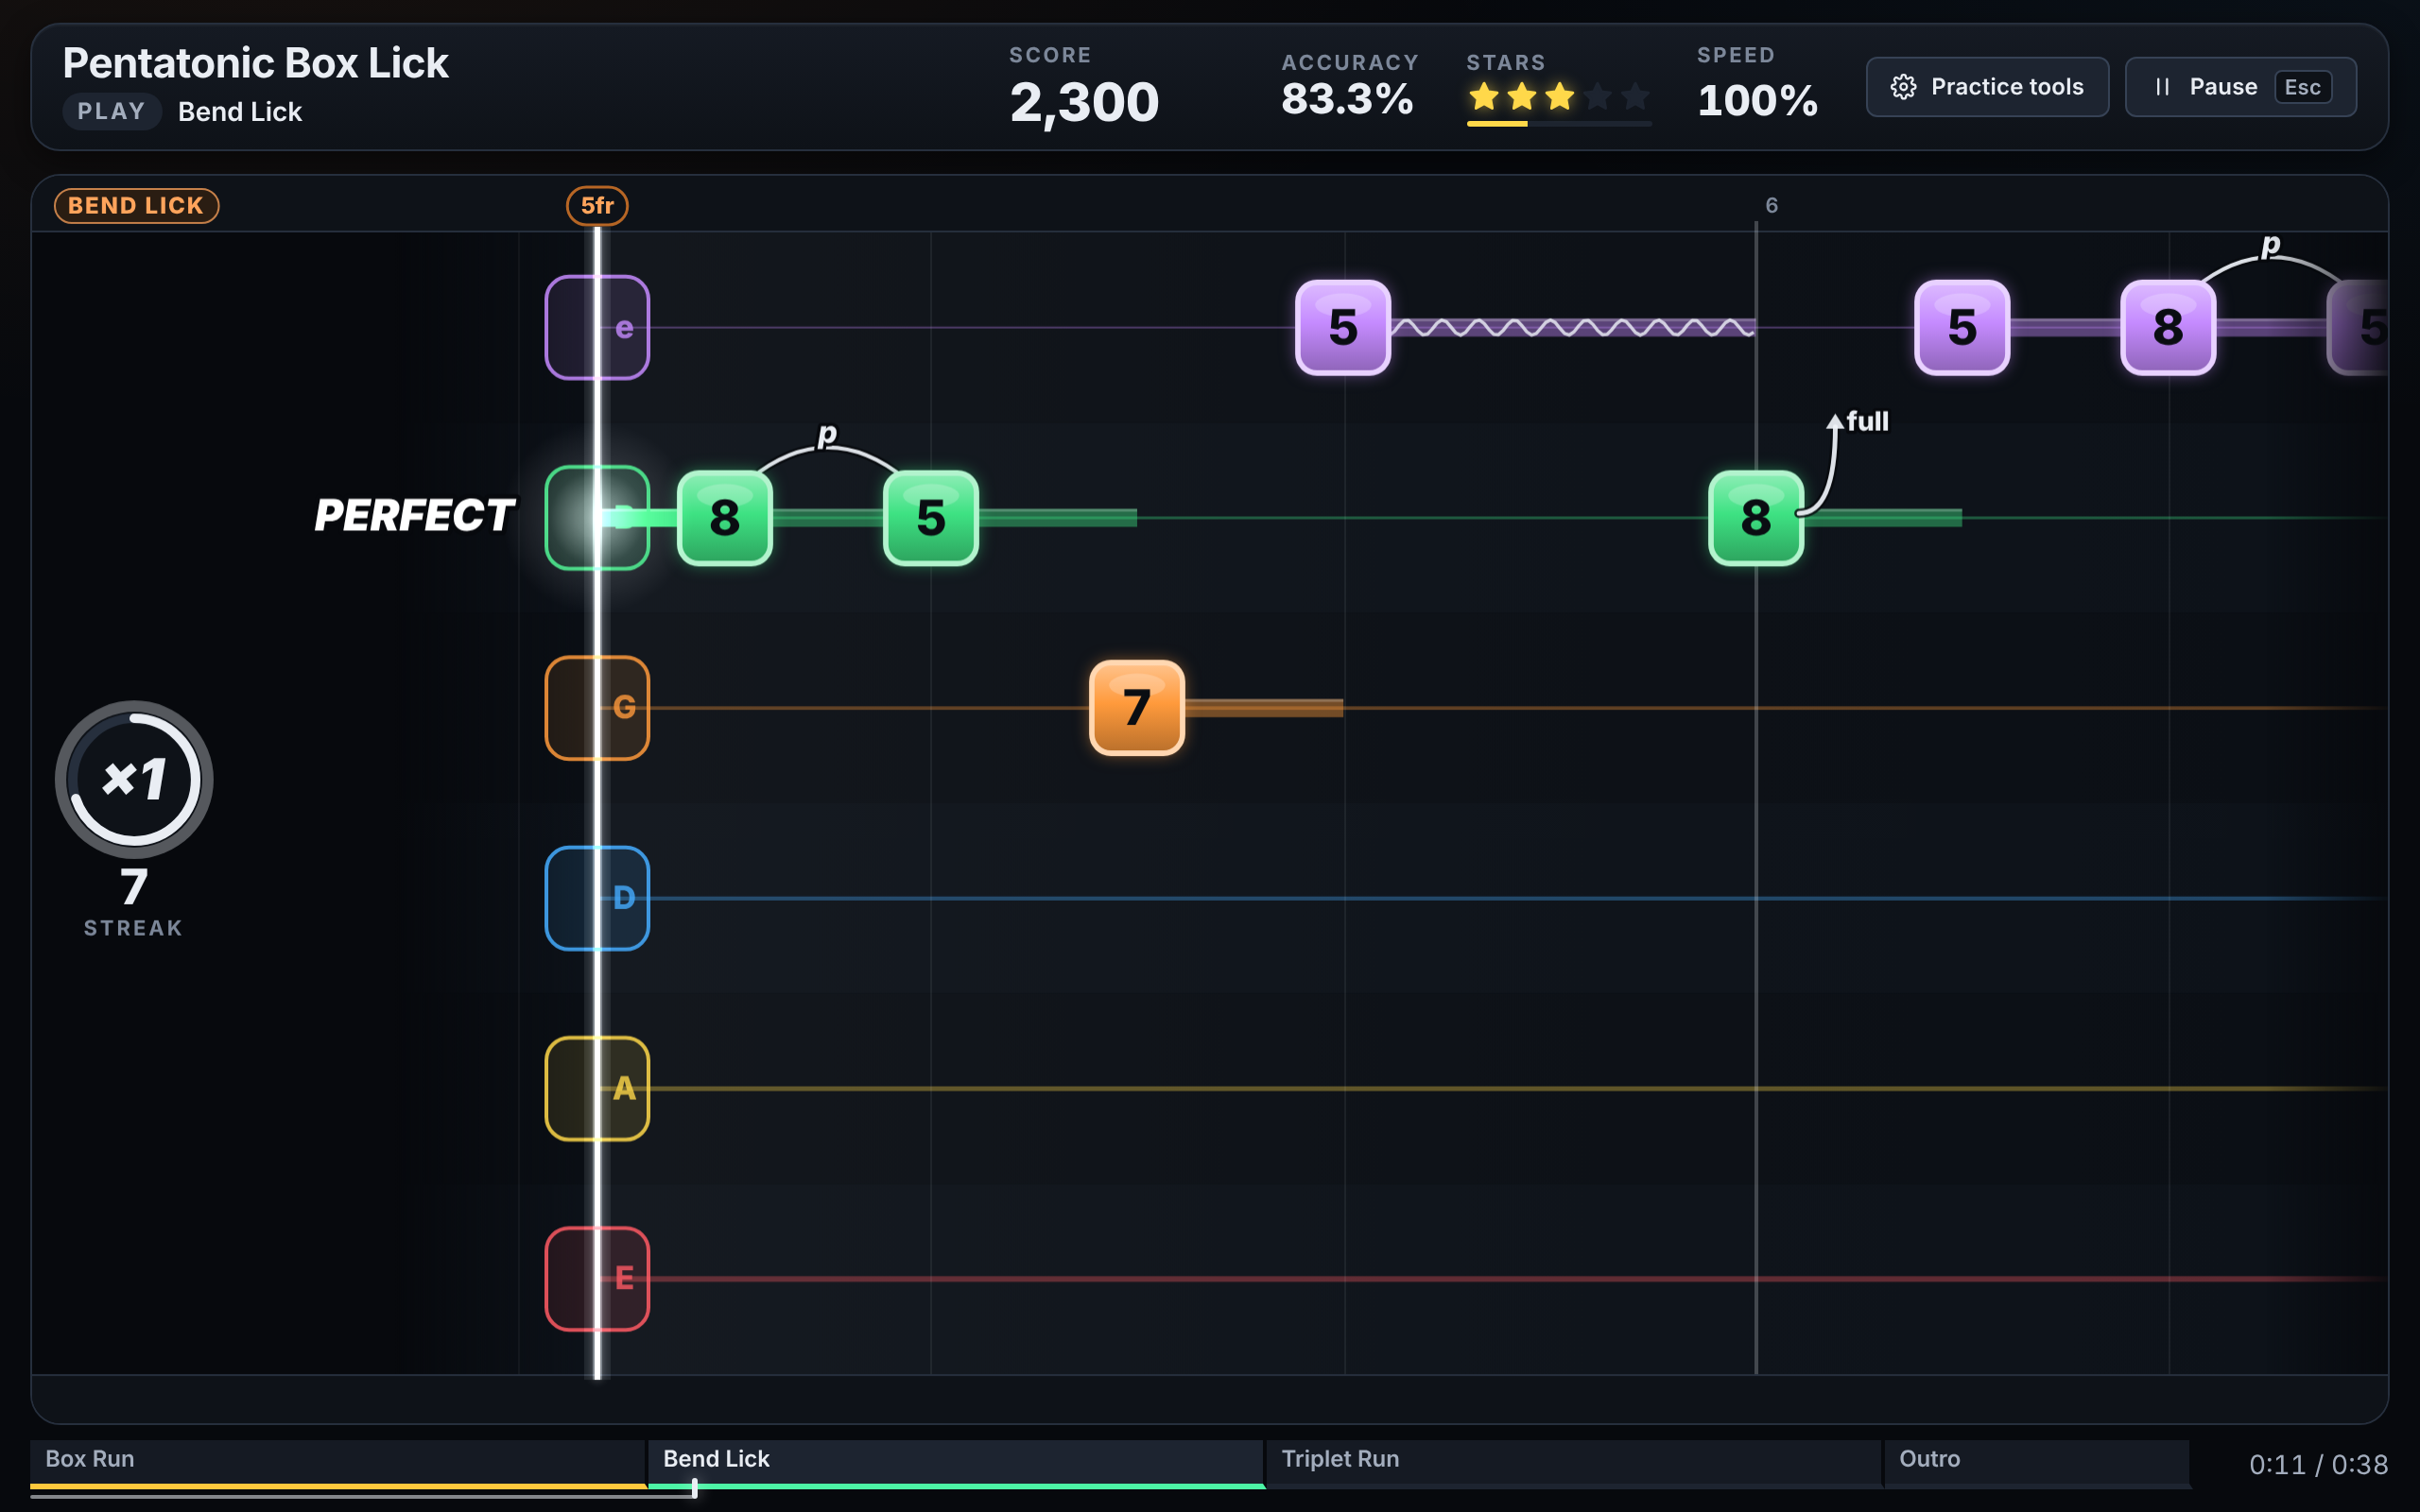 Pentatonic Box Lick
PLAY Bend Lick
SCORE
2,300
ACCURACY
83.3%
STARS
SPEED
100%
Practice tools
Pause Esc
BEND LICK
5fr
6
p
e
5
5
8
5
full
p
PERFECT
8
5
8
G
7
×1
7
STREAK
D
A
E
Box Run
Bend Lick
Triplet Run
Outro
0:11 / 0:38